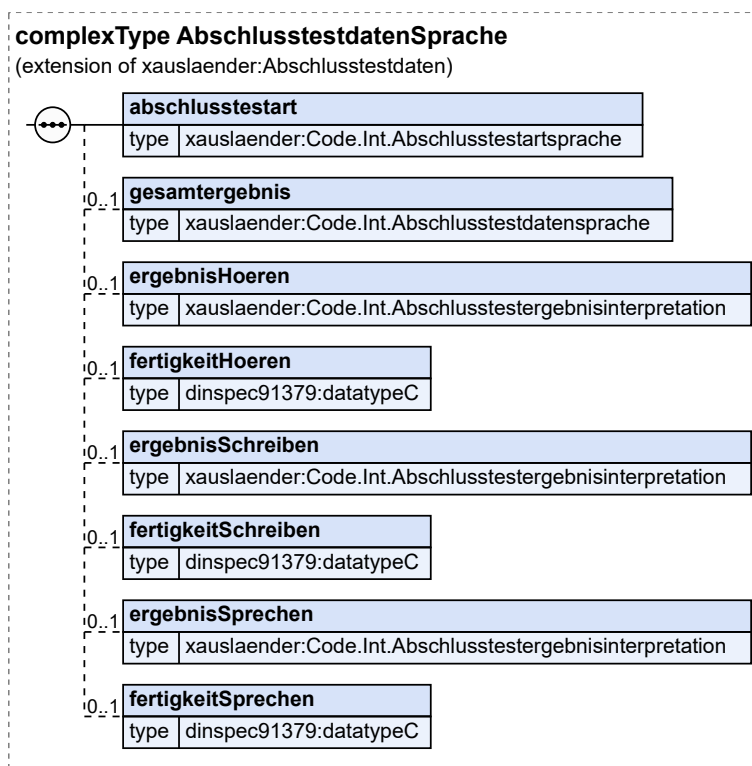 complexType AbschlusstestdatenSprache
(extension of xauslaender:Abschlusstestdaten)
abschlusstestart
type xauslaender:Code.Int.Abschlusstestartsprache
0..1 gesamtergebnis
type xauslaender:Code.Int.Abschlusstestdatensprache
0..1 ergebnisHoeren
type xauslaender:Code.Int.Abschlusstestergebnisinterpretation
0..1 fertigkeitHoeren
type dinspec91379:datatypeC
0..1 ergebnisSchreiben
type xauslaender:Code.Int.Abschlusstestergebnisinterpretation
0..1 fertigkeitSchreiben
type dinspec91379:datatypeC
0..1 ergebnisSprechen
type xauslaender:Code.Int.Abschlusstestergebnisinterpretation
0..1 fertigkeitSprechen
type dinspec91379:datatypeC